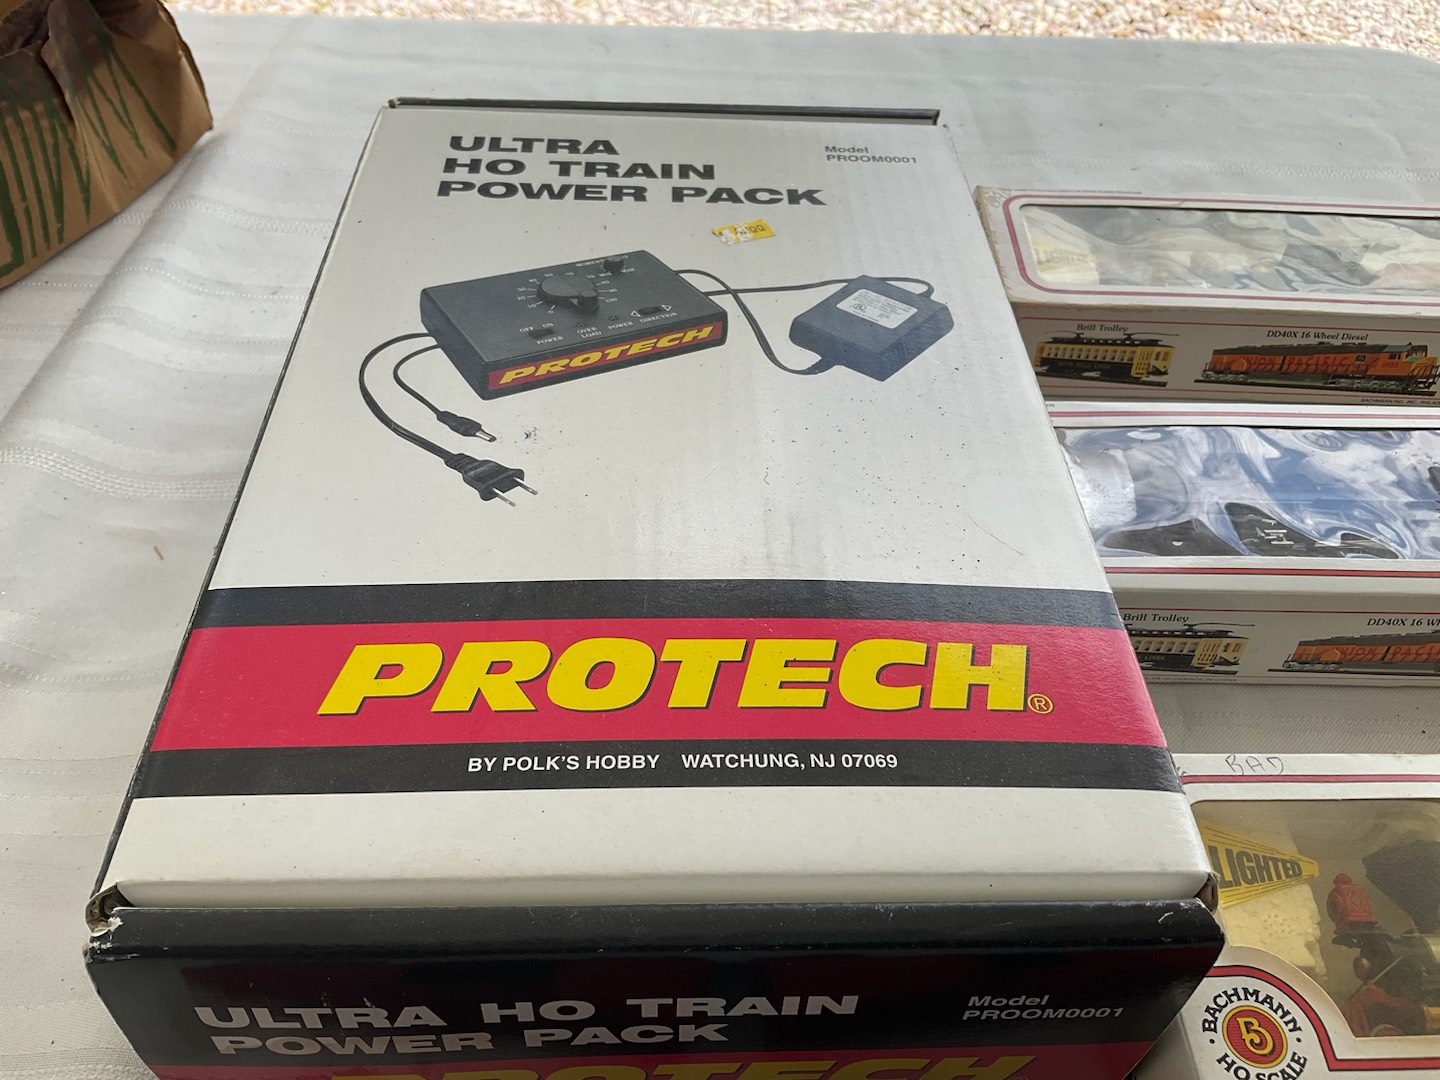 ULTRA
HO TRAIN
POWER PACK
Model
PROOM0001
OFF ON
POWER
OVER
LOAD
POWER
DIRECTION
PROTECH
PROTECH®
BY POLK'S HOBBY WATCHUNG, NJ 07069
ULTRA HO TRAIN
POWER PACK
Model
PROOM0001
PROTECH
Brill Trolley
DD40X 16 Wheel Diesel
Brill Trolley
DD40X 16
BAD
LIGHTED
BACHMANN
B
HO SCALE